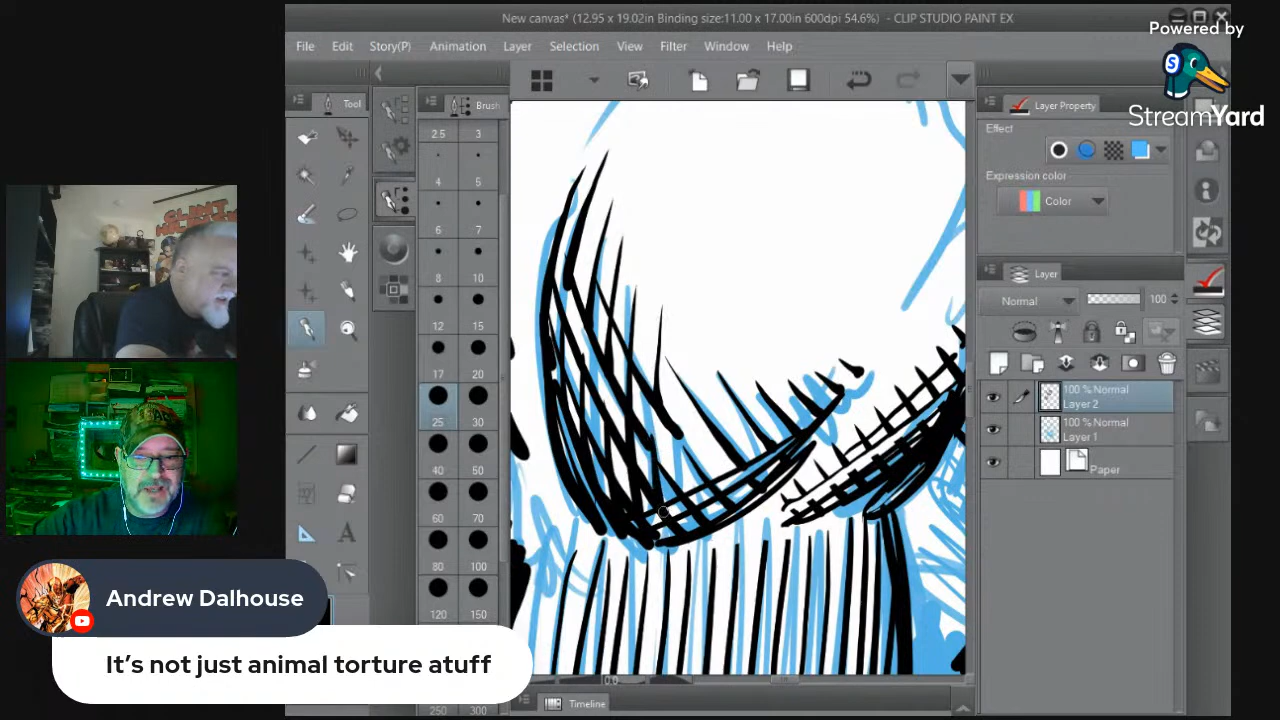 New canvas* (12.95 x 19.02in Binding size:11.00 x 17.00in 600dpi 54.6%) - CLIP STUDIO PAINT EX
Powered by
StreamYard
File Edit Story(P) Animation Layer Selection View Filter Window Help
Tool
Brush
Layer Property
2.5 3
Effect
4 5
Expression color
Color
6 7
8 10
Layer
12 15
Normal 100
17 20
25 30
100 % Normal
Layer 2
40 50
100 % Normal
Layer 1
Paper
60 70
80 100
120 150
250
Timeline
Andrew Dalhouse
It's not just animal torture atuff